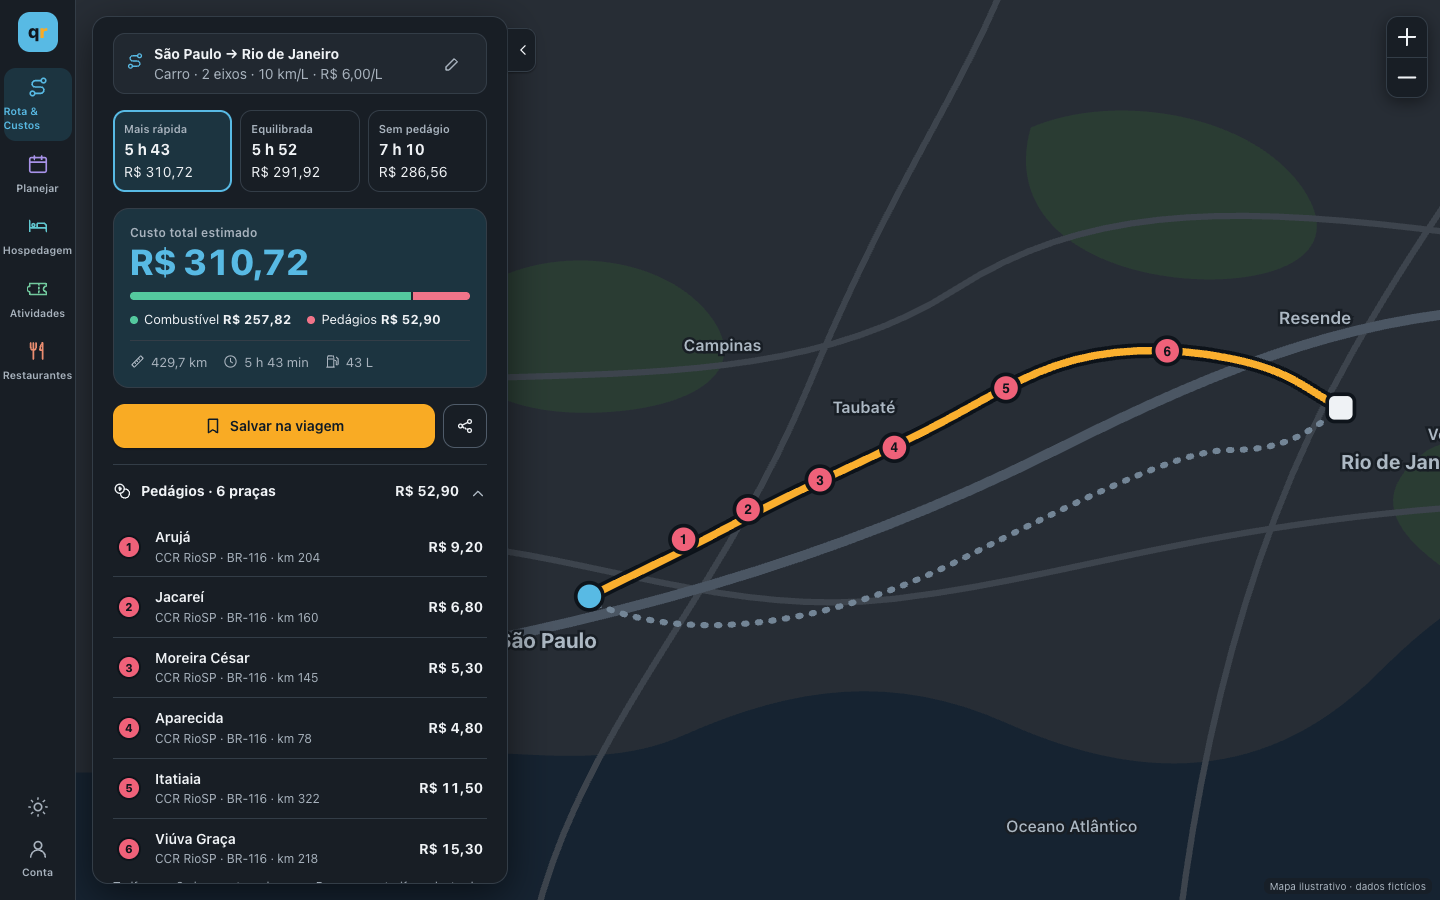 qr
Rota &
Custos
Planejar
Hospedagem
Atividades
Restaurantes
Conta
São Paulo → Rio de Janeiro
Carro · 2 eixos · 10 km/L · R$ 6,00/L
Mais rápida
5 h 43
R$ 310,72
Equilibrada
5 h 52
R$ 291,92
Sem pedágio
7 h 10
R$ 286,56
Custo total estimado
R$ 310,72
Combustível R$ 257,82 Pedágios R$ 52,90
429,7 km 5 h 43 min 43 L
Salvar na viagem
Pedágios · 6 praças R$ 52,90
1 Arujá R$ 9,20
CCR RioSP · BR-116 · km 204
2 Jacareí R$ 6,80
CCR RioSP · BR-116 · km 160
3 Moreira César R$ 5,30
CCR RioSP · BR-116 · km 145
4 Aparecida R$ 4,80
CCR RioSP · BR-116 · km 78
5 Itatiaia R$ 11,50
CCR RioSP · BR-116 · km 322
6 Viúva Graça R$ 15,30
CCR RioSP · BR-116 · km 218
Resende
Campinas
6
5
Taubaté
4
3
2
1
Rio de Jan
São Paulo
Oceano Atlântico
Mapa ilustrativo · dados fictícios